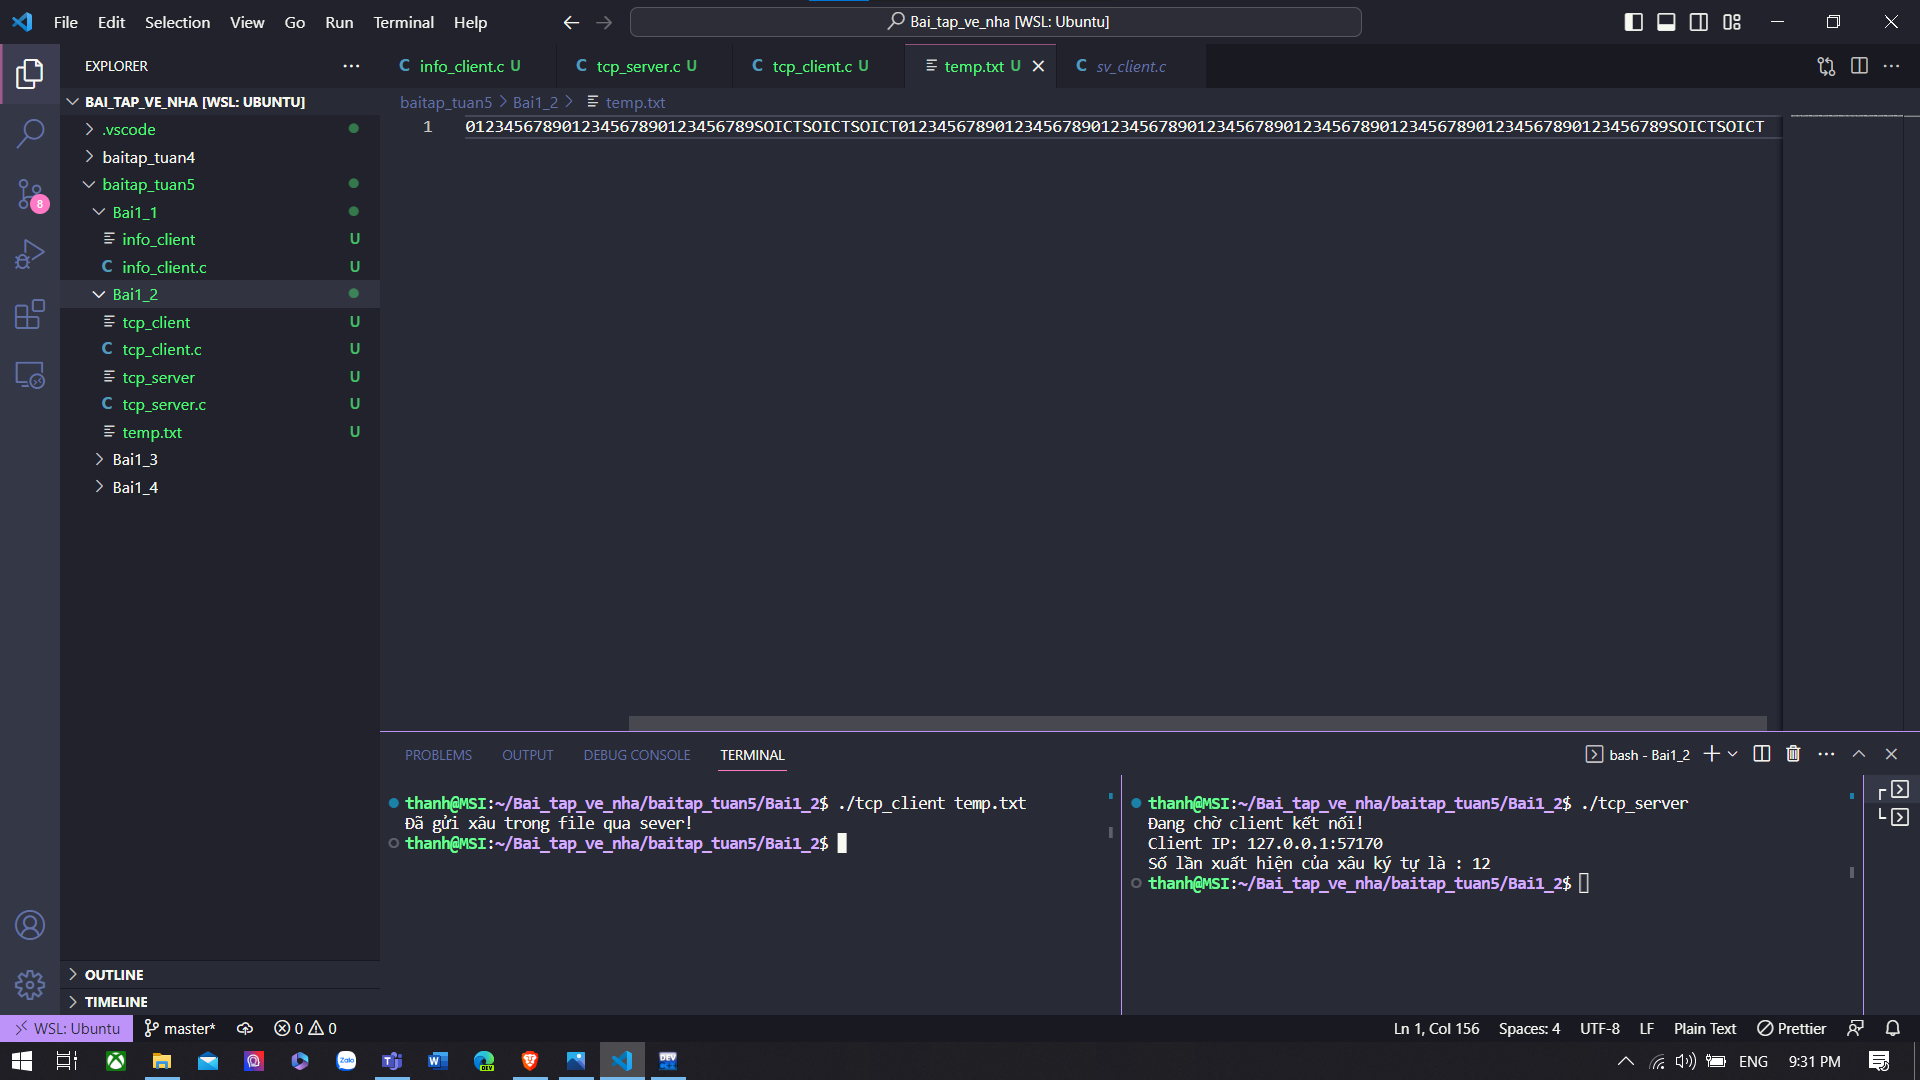 File Edit Selection View Go Run Terminal Help
Bai_tap_ve_nha [WSL: Ubuntu]
EXPLORER
BAI_TAP_VE_NHA [WSL: UBUNTU]
.vscode
baitap_tuan4
baitap_tuan5
Bai1_1
info_client U
C info_client.c U
Bai1_2
tcp_client U
C tcp_client.c U
tcp_server U
C tcp_server.c U
temp.txt U
Bai1_3
Bai1_4
OUTLINE
TIMELINE
8
C info_client.c U
C tcp_server.c U
C tcp_client.c U
temp.txt U
C sv_client.c
baitap_tuan5 > Bai1_2 > temp.txt
1 012345678901234567890123456789SOICTSOICTSOICT01234567890123456789012345678901234567890123456789012345678901234567890123456789SOICTSOICT
PROBLEMS OUTPUT DEBUG CONSOLE TERMINAL
bash - Bai1_2
thanh@MSI:~/Bai_tap_ve_nha/baitap_tuan5/Bai1_2$ ./tcp_client temp.txt
Đã gửi xâu trong file qua sever!
thanh@MSI:~/Bai_tap_ve_nha/baitap_tuan5/Bai1_2$
thanh@MSI:~/Bai_tap_ve_nha/baitap_tuan5/Bai1_2$ ./tcp_server
Đang chờ client kết nối!
Client IP: 127.0.0.1:57170
Số lần xuất hiện của xâu ký tự là : 12
thanh@MSI:~/Bai_tap_ve_nha/baitap_tuan5/Bai1_2$
WSL: Ubuntu master* 0 0
Ln 1, Col 156 Spaces: 4 UTF-8 LF Plain Text Prettier
Zalo
DEV
DEV
ENG 9:31 PM